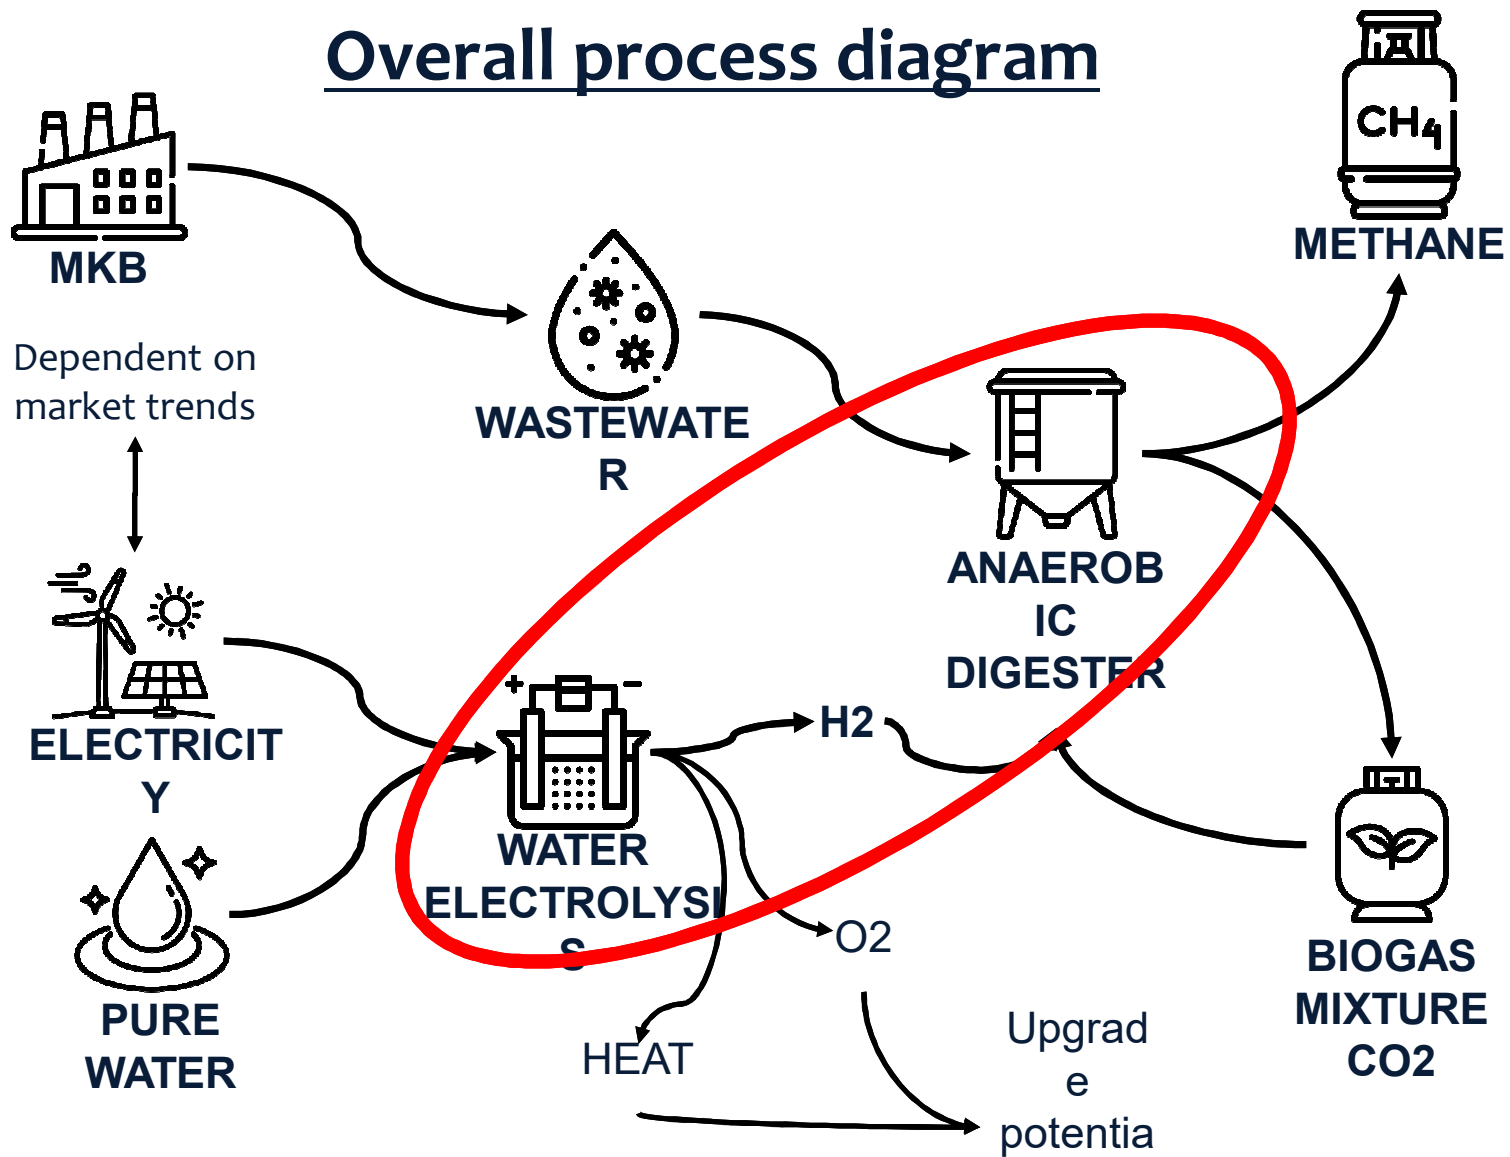 Overall process diagram
CH4
METHANE
MKB
Dependent on
market trends
WASTEWATE
R
ANAEROB
IC
DIGESTER
ELECTRICIT
Y
+ −
H2
WATER
ELECTROLYSI
S
O2
PURE
WATER
HEAT
BIOGAS
MIXTURE
CO2
Upgrad
e
potentia